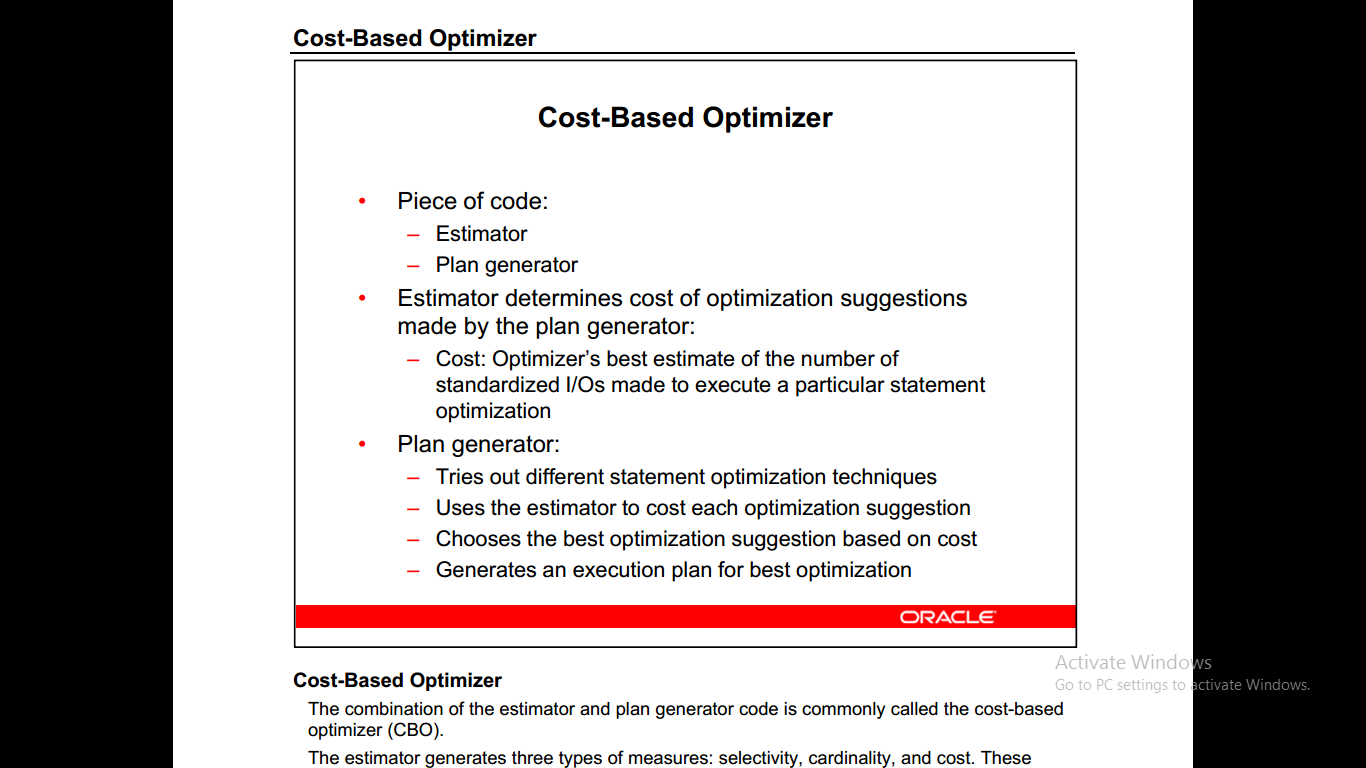 Cost-Based Optimizer
Cost-Based Optimizer
• Piece of code:
– Estimator
– Plan generator
• Estimator determines cost of optimization suggestions
made by the plan generator:
– Cost: Optimizer’s best estimate of the number of
standardized I/Os made to execute a particular statement
optimization
• Plan generator:
– Tries out different statement optimization techniques
– Uses the estimator to cost each optimization suggestion
– Chooses the best optimization suggestion based on cost
– Generates an execution plan for best optimization
ORACLE
Activate Windows
Go to PC settings to activate Windows.
Cost-Based Optimizer
The combination of the estimator and plan generator code is commonly called the cost-based
optimizer (CBO).
The estimator generates three types of measures: selectivity, cardinality, and cost. These